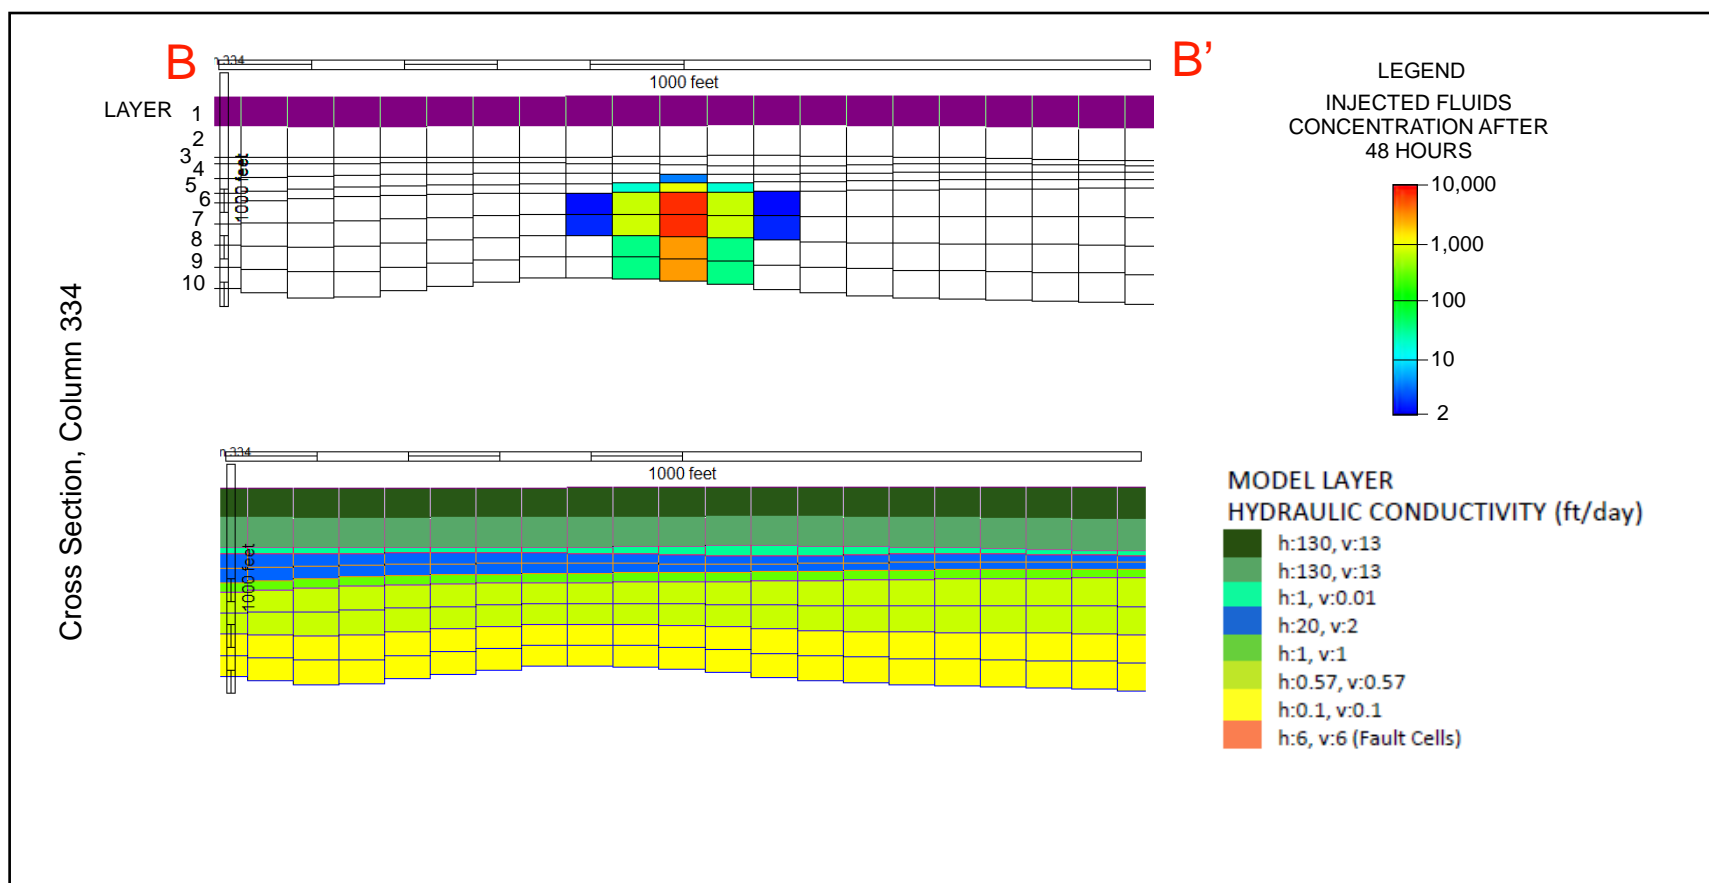 B
B'
334
1000 feet
LAYER
1
2
3
4
5
6
7
8
9
10
1000 feet
LEGEND
INJECTED FLUIDS
CONCENTRATION AFTER
48 HOURS
10,000
1,000
100
10
2
Cross Section, Column 334
334
1000 feet
1000 feet
MODEL LAYER
HYDRAULIC CONDUCTIVITY (ft/day)
h:130, v:13
h:130, v:13
h:1, v:0.01
h:20, v:2
h:1, v:1
h:0.57, v:0.57
h:0.1, v:0.1
h:6, v:6 (Fault Cells)